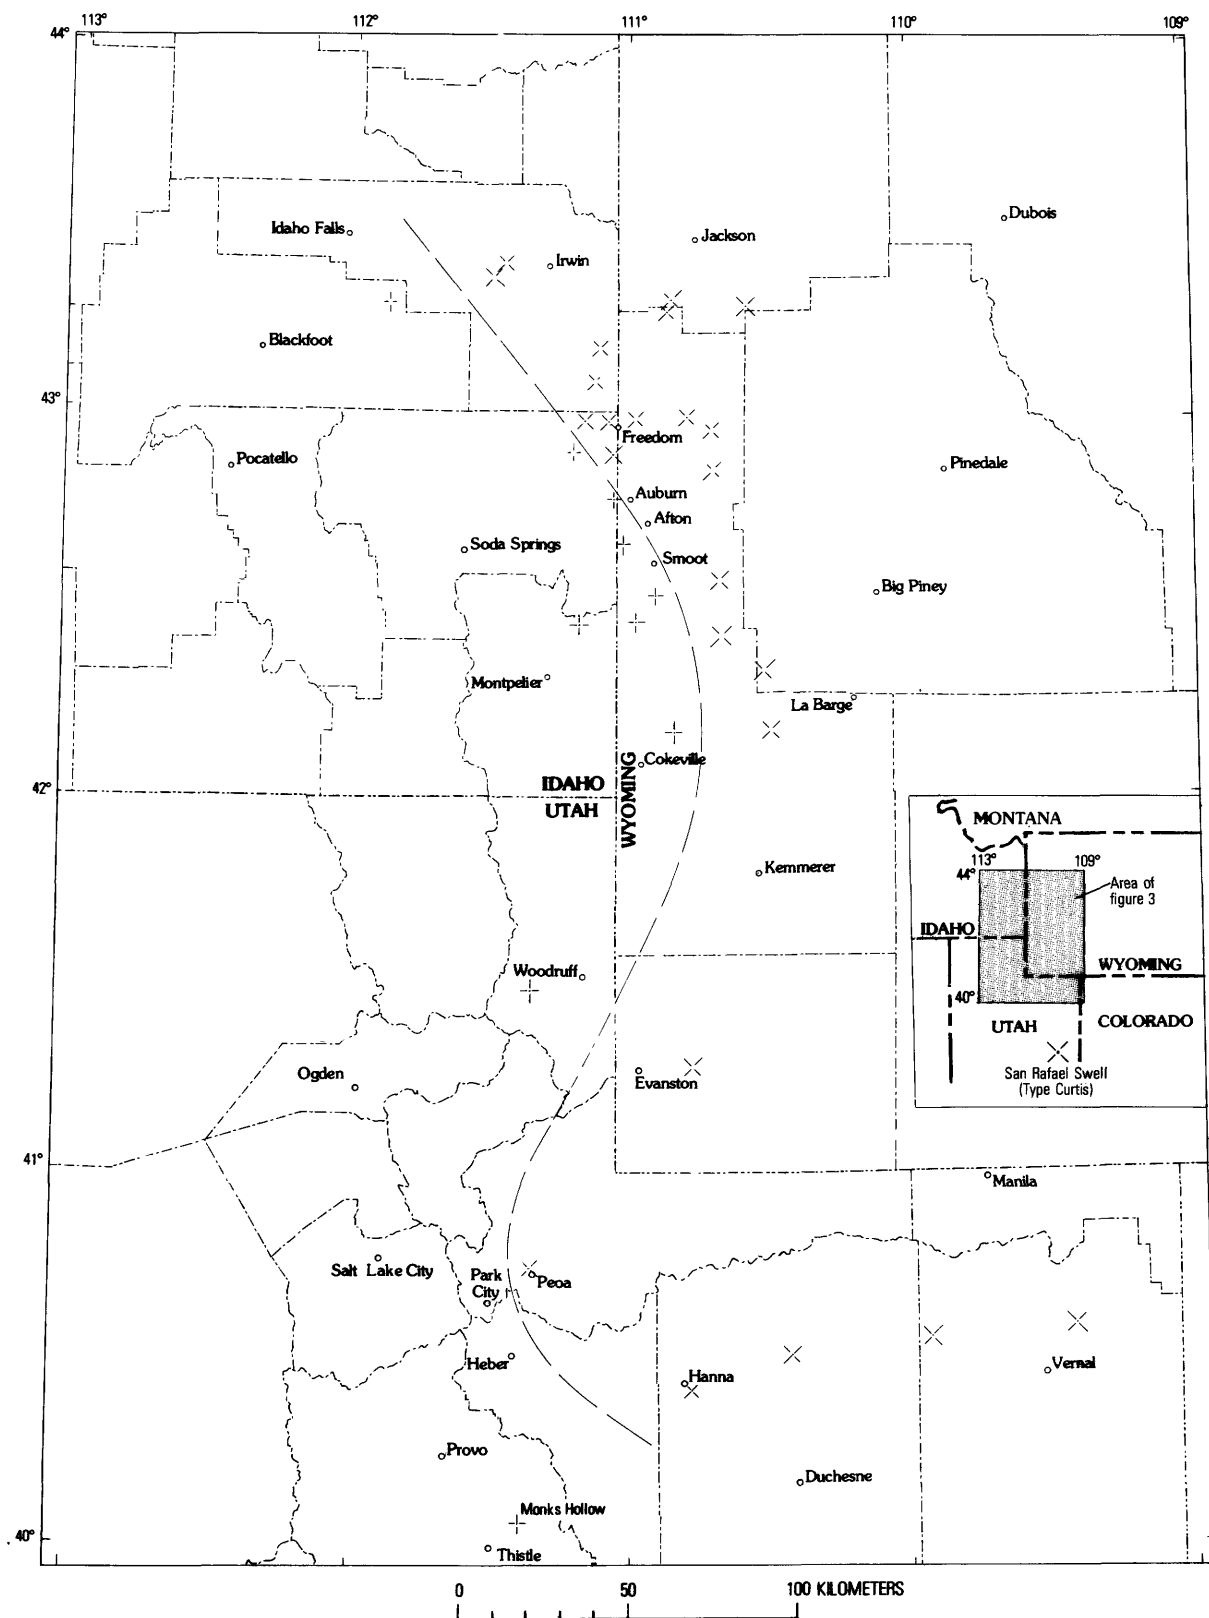 113° 112° 111° 110° 109°
44°
Dubois
Idaho Falls
Jackson
Irwin
Blackfoot
43°
Freedom
Pocatello
Pinedale
Auburn
Afton
Soda Springs
Smoot
Big Piney
Montpelier
La Barge
Cokeville
WYOMING
IDAHO
UTAH
42°
MONTANA
113° 109°
44°
Area of
figure 3
IDAHO
WYOMING
40°
UTAH
COLORADO
San Rafael Swell
(Type Curtis)
Kemmerer
Woodruff
Ogden
Evanston
41°
Manila
Salt Lake City
Park
City
Peoa
Heber
Hanna
Vernal
Provo
Duchesne
Monks Hollow
40°
Thistle
0 50 100 KILOMETERS